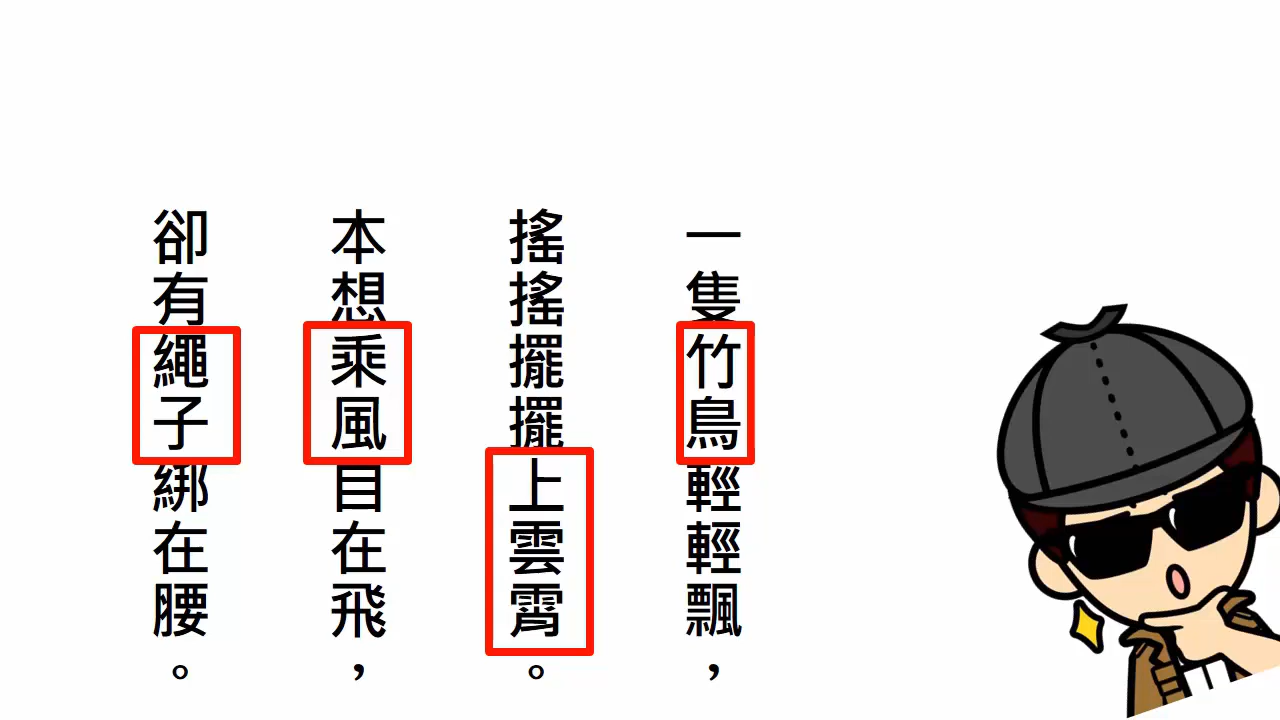 一隻竹鳥輕輕飄，
搖搖擺擺上雲霄。
本想乘風自在飛，
卻有繩子綁在腰。